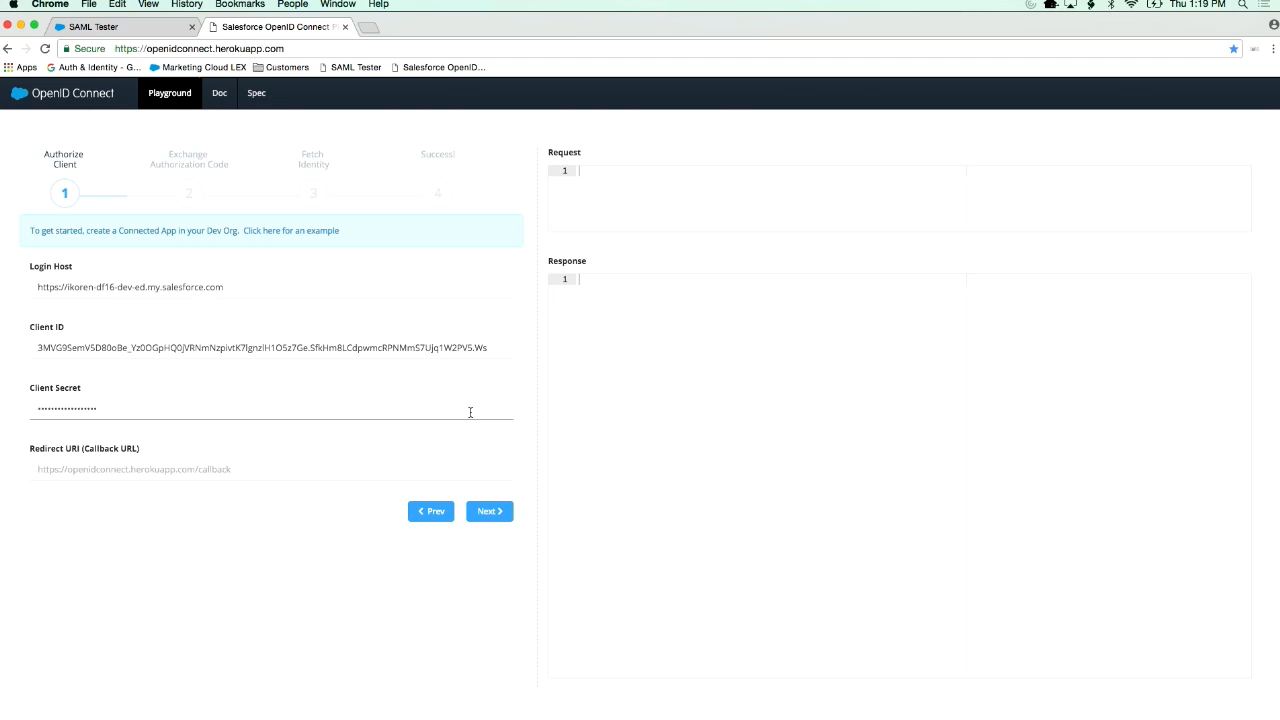 Chrome File Edit View History Bookmarks People Window Help Thu 1:19 PM
SAML Tester
Salesforce OpenID Connect
Secure https://openidconnect.herokuapp.com
Apps Auth & Identity - G... Marketing Cloud LEX Customers SAML Tester Salesforce OpenID...
OpenID Connect Playground Doc Spec
Authorize Client
Exchange Authorization Code
Fetch Identity
Success!
1 2 3 4
To get started, create a Connected App in your Dev Org. Click here for an example
Login Host
https://ikoren-df16-dev-ed.my.salesforce.com
Client ID
3MVG9SemV5D80oBe_Yz0OGpHQ0jVRNmNzpivtK7lgnzlH1O5z7Ge.SfkHm8LCdpwmcRPNMmS7Ujq1W2PV5.Ws
Client Secret
•••••••••••••••••
Redirect URI (Callback URL)
https://openidconnect.herokuapp.com/callback
Prev Next
Request
1
Response
1